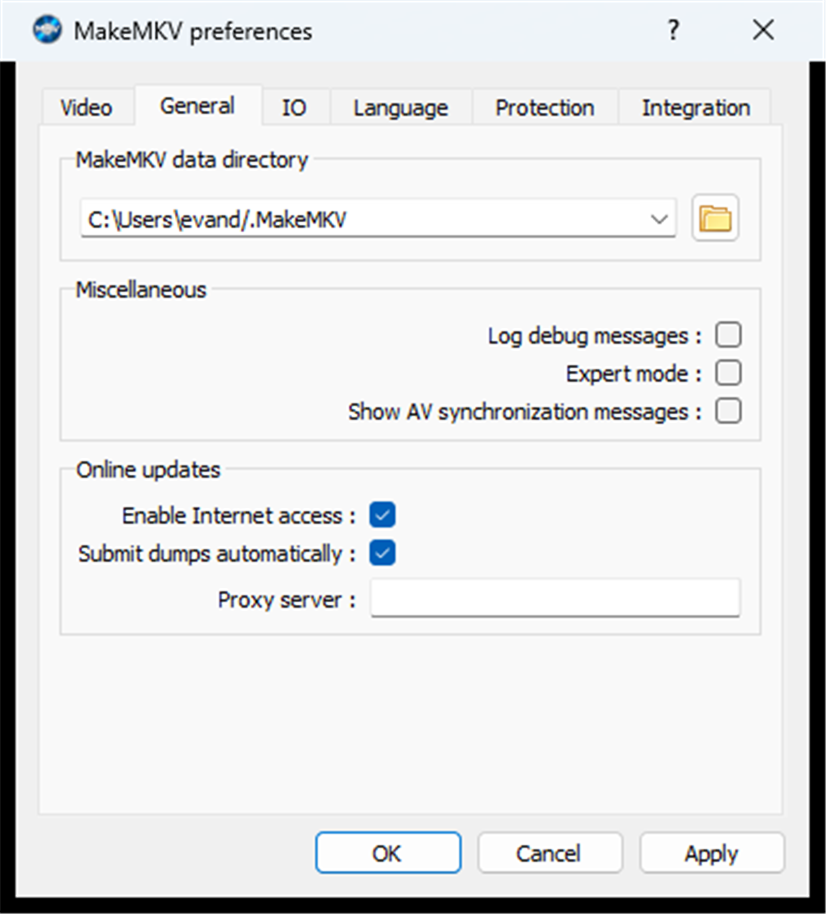 MakeMKV preferences ?
Video General IO Language Protection Integration
MakeMKV data directory
C:\Users\evand/.MakeMKV
Miscellaneous
Log debug messages :
Expert mode :
Show AV synchronization messages :
Online updates
Enable Internet access :
Submit dumps automatically :
Proxy server :
OK Cancel Apply